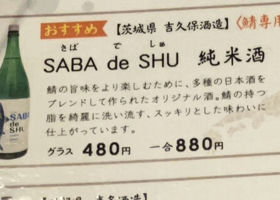 おすすめ 【茨城県 吉久保酒造】 〈鯖専用
さば で しゅ
SABA de SHU 純米酒
鯖の旨味をより楽しむために、多種の日本酒を
ブレンドして作られたオリジナル酒。鯖の持つ
脂を綺麗に洗い流す、スッキリとした味わいに
仕上がっています。
グラス 480円 一合 880円
SABA
de
SHU